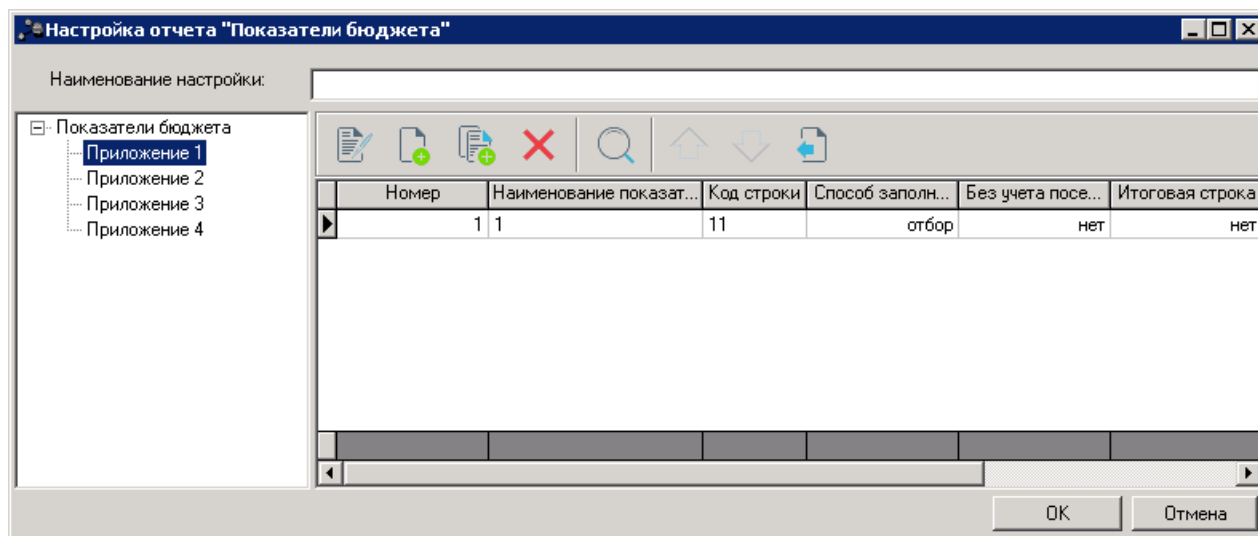 Настройка отчета "Показатели бюджета"
Наименование настройки:
Показатели бюджета
Приложение 1
Приложение 2
Приложение 3
Приложение 4
Номер Наименование показат... Код строки Способ заполн... Без учета посе... Итоговая строка
1 1 11 отбор нет нет
OK Отмена